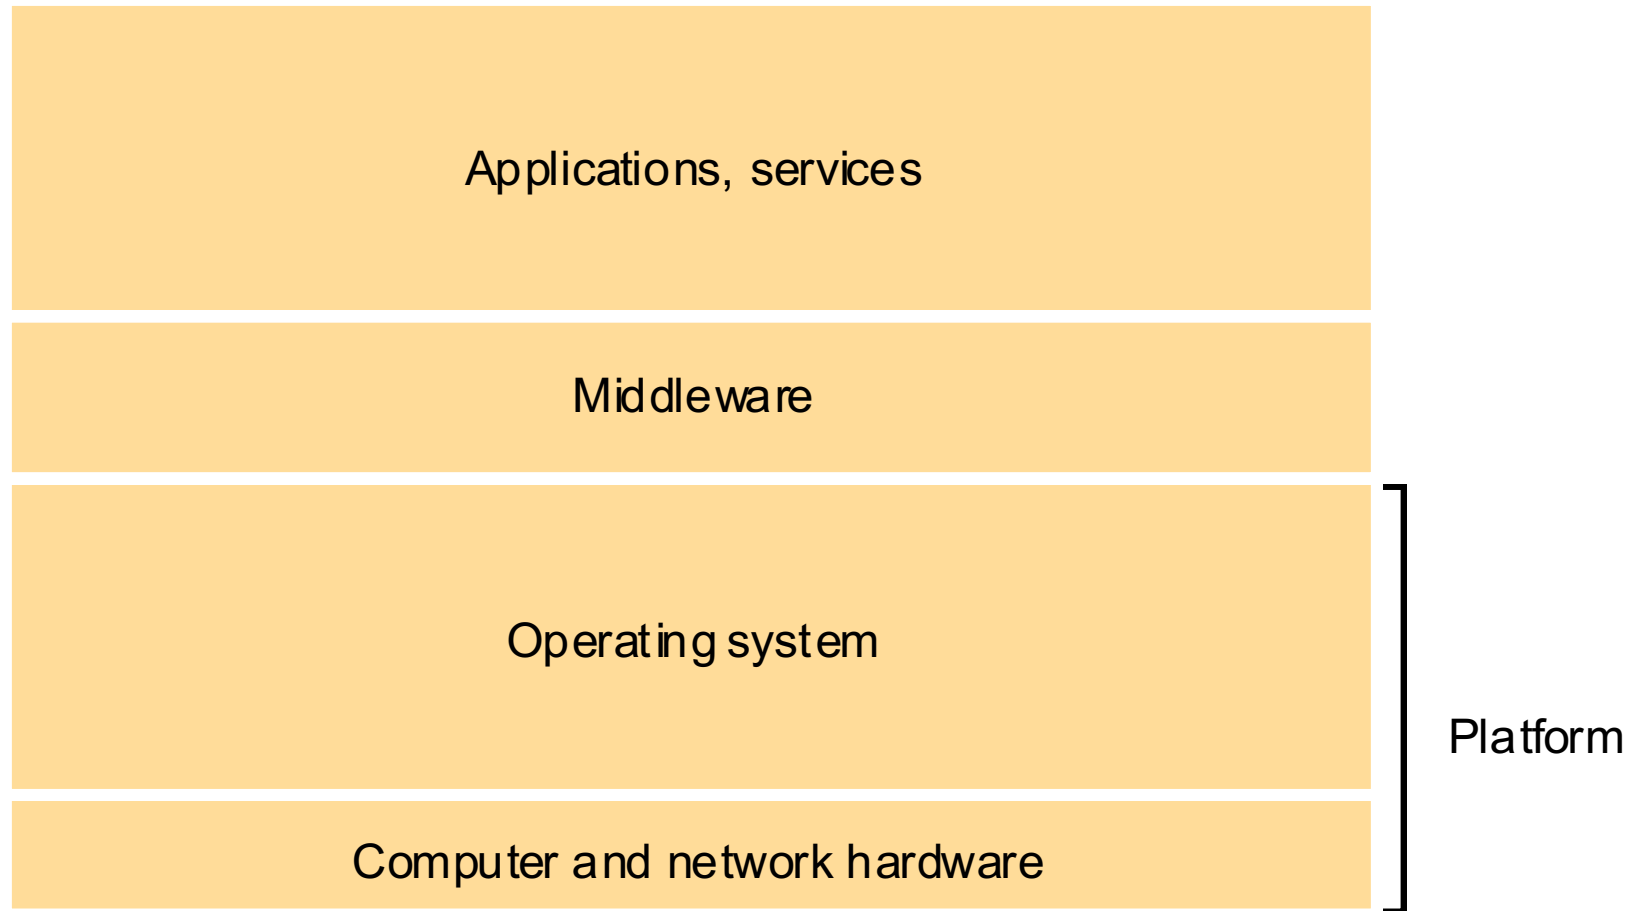 Applications, services
Middleware
Operating system
Platform
Computer and network hardware